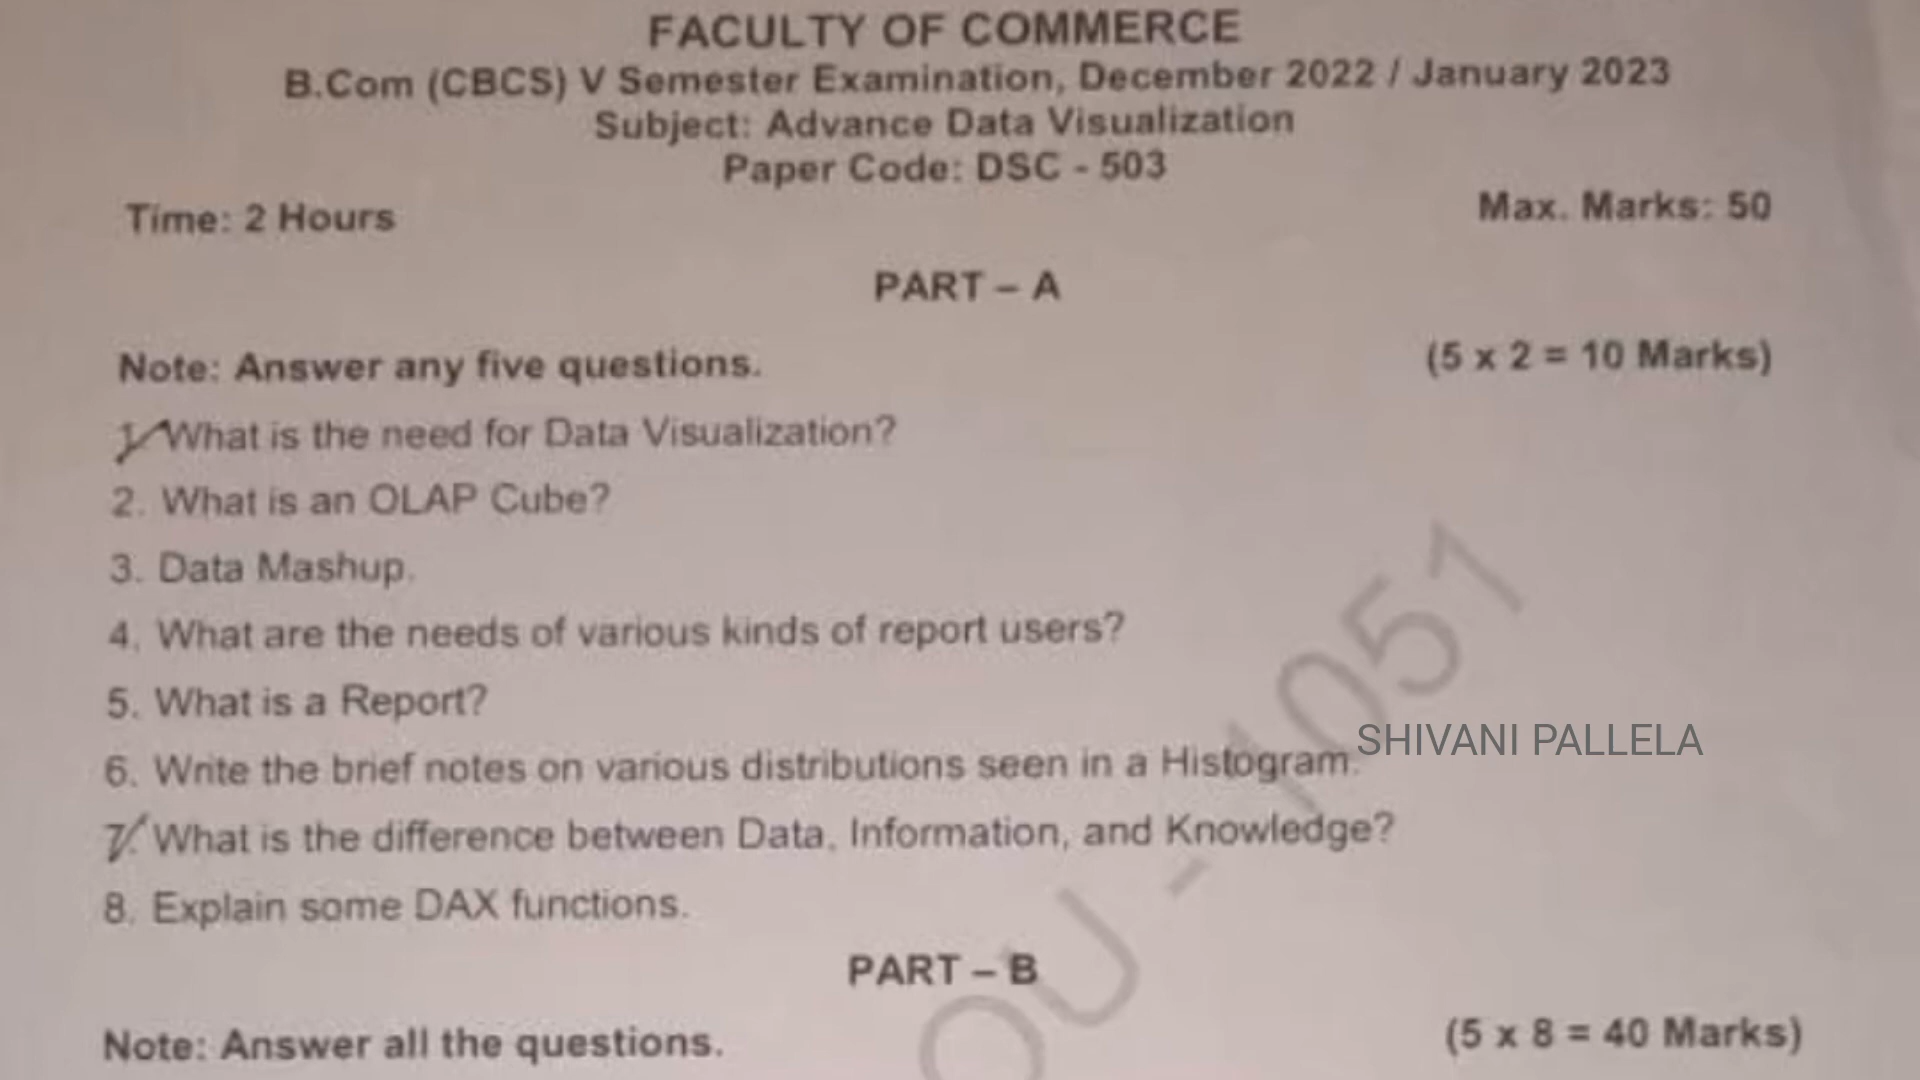 FACULTY OF COMMERCE
B.Com (CBCS) V Semester Examination, December 2022 / January 2023
Subject: Advance Data Visualization
Paper Code: DSC - 503
Time: 2 Hours
Max. Marks: 50
PART – A
Note: Answer any five questions.
(5 x 2 = 10 Marks)
1. What is the need for Data Visualization?
2. What is an OLAP Cube?
3. Data Mashup.
4. What are the needs of various kinds of report users?
5. What is a Report?
6. Write the brief notes on various distributions seen in a Histogram.
SHIVANI PALLELA
7. What is the difference between Data, Information, and Knowledge?
8. Explain some DAX functions.
OU - 1051
PART – B
Note: Answer all the questions.
(5 x 8 = 40 Marks)